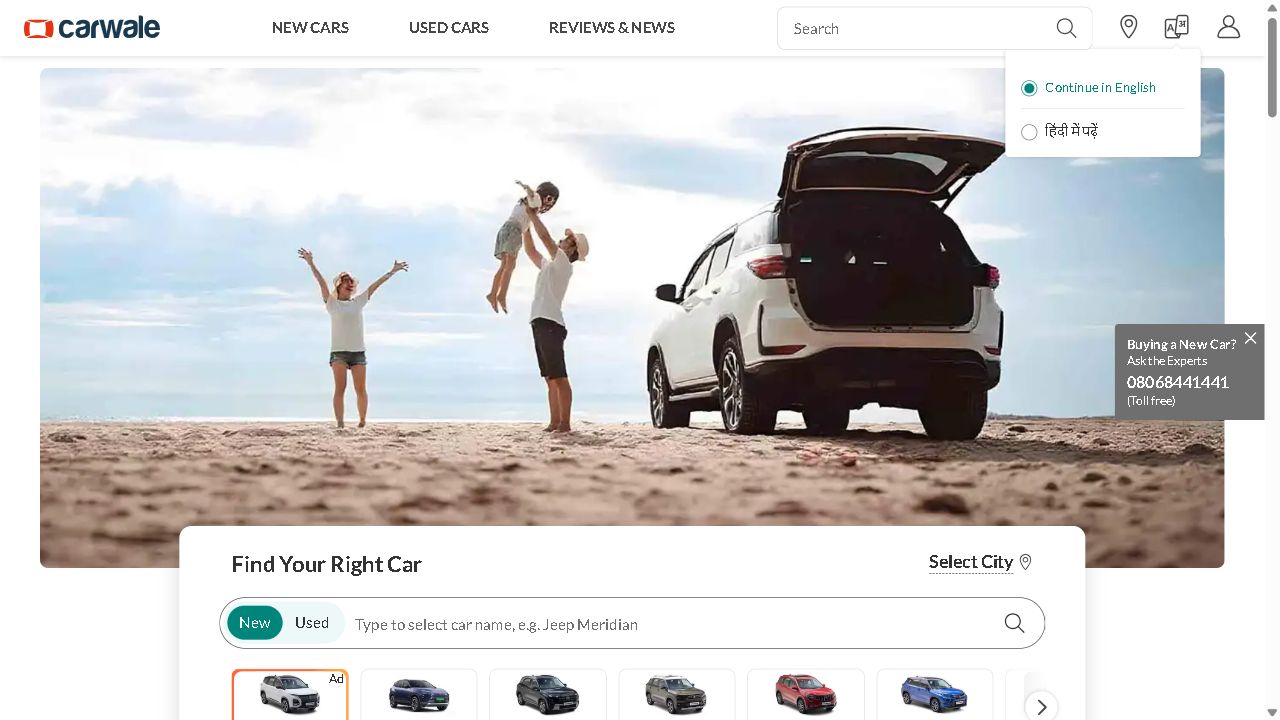 carwale
NEW CARS
USED CARS
REVIEWS & NEWS
Search
Continue in English
हिंदी में पढ़ें
Buying a New Car?
Ask the Experts
08068441441
(Toll free)
Find Your Right Car
Select City
New
Used
Type to select car name, e.g. Jeep Meridian
Ad